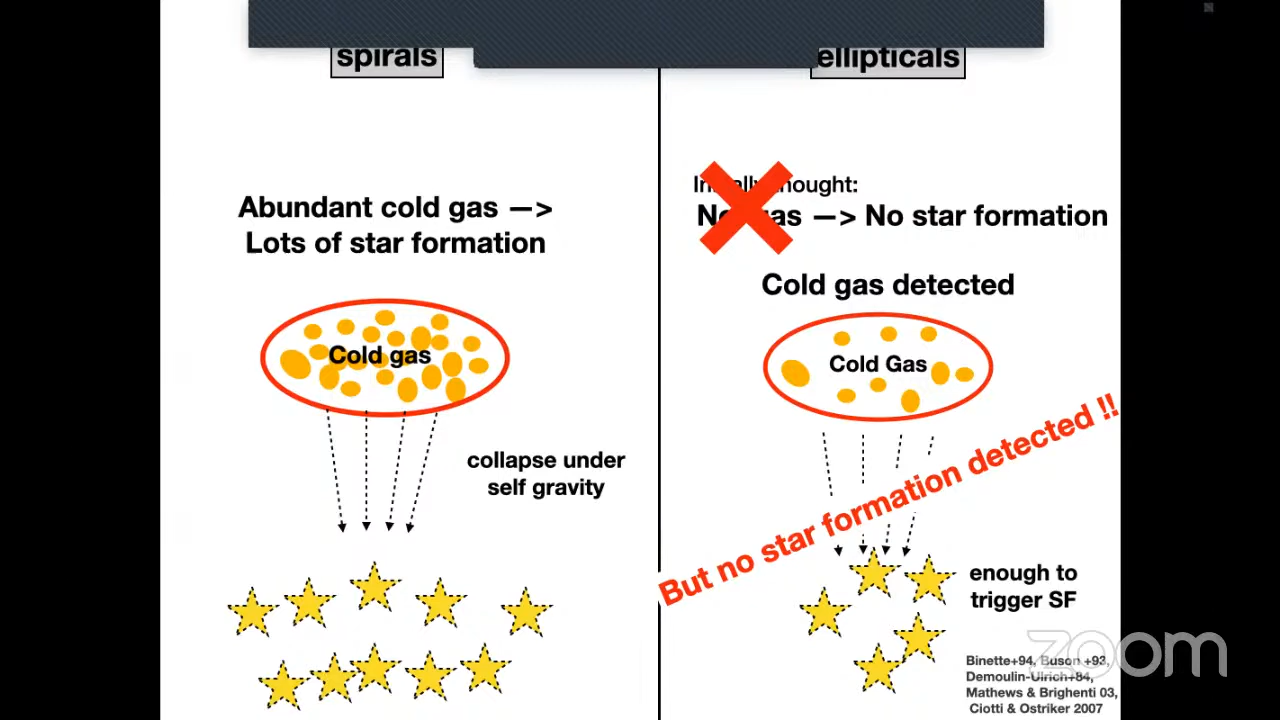 spirals
Abundant cold gas —>
Lots of star formation
Cold gas
collapse under
self gravity
ellipticals
thought:
—> No star formation
Cold gas detected
Cold Gas
But no star formation detected !!
enough to
trigger SF
Binette+94, Buson +93,
Demoulin-Ulrich+84,
Mathews & Brighenti 03,
Ciotti & Ostriker 2007
zoom